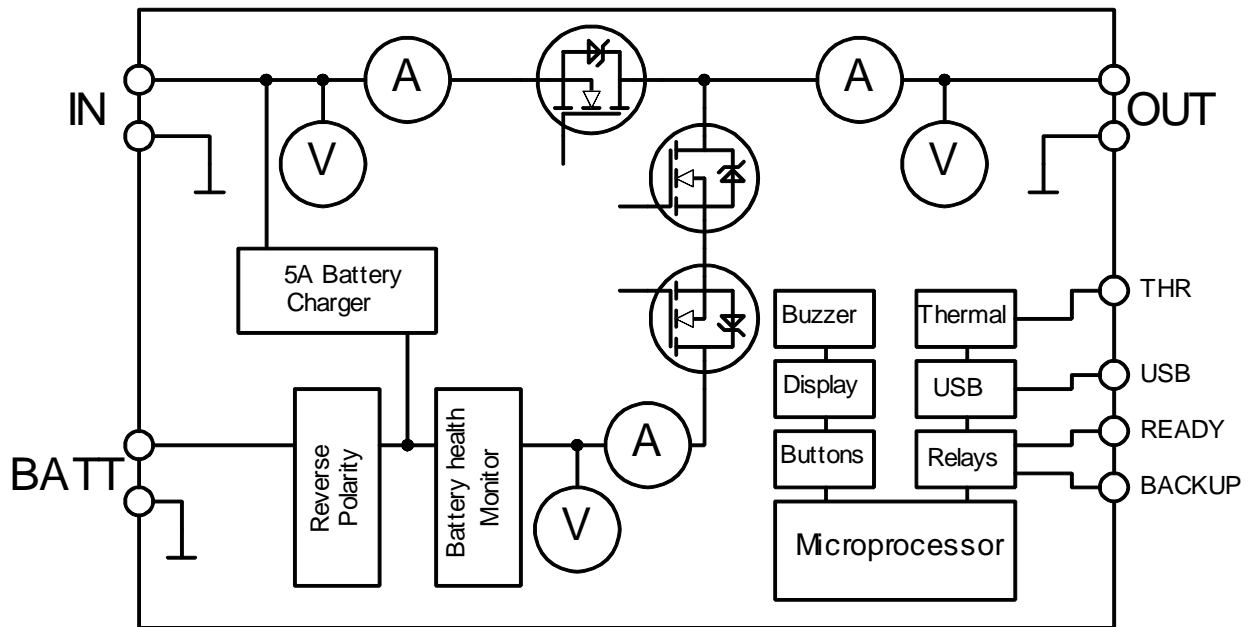 A
A
IN
OUT
V
V
5A Battery
Charger
THR
Buzzer
Thermal
Display
USB
USB
READY
A
BATT
Reverse
Polarity
Battery health
Monitor
Buttons
Relays
BACKUP
V
Microprocessor